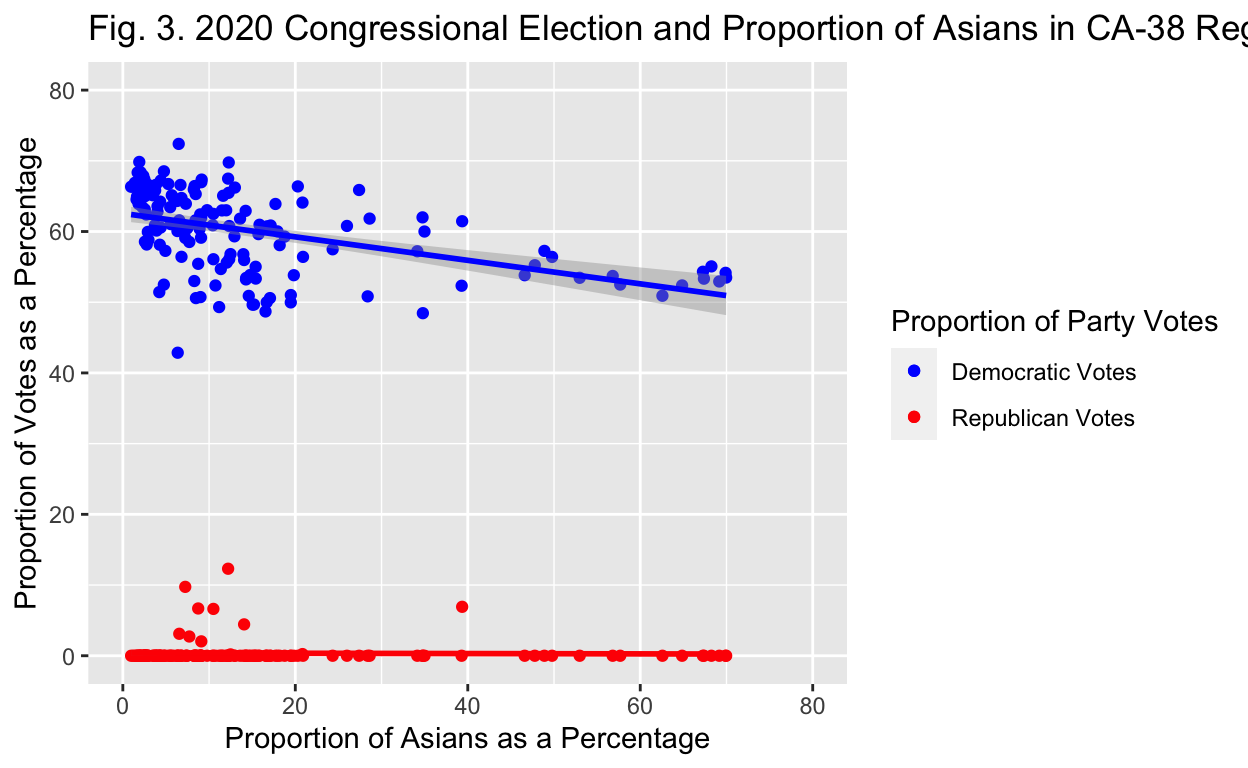 Fig. 3. 2020 Congressional Election and Proportion of Asians in CA-38
80
60
40
20
0
Proportion of Votes as a Percentage
0 20 40 60 80
Proportion of Asians as a Percentage
Proportion of Party Votes
Democratic Votes
Republican Votes